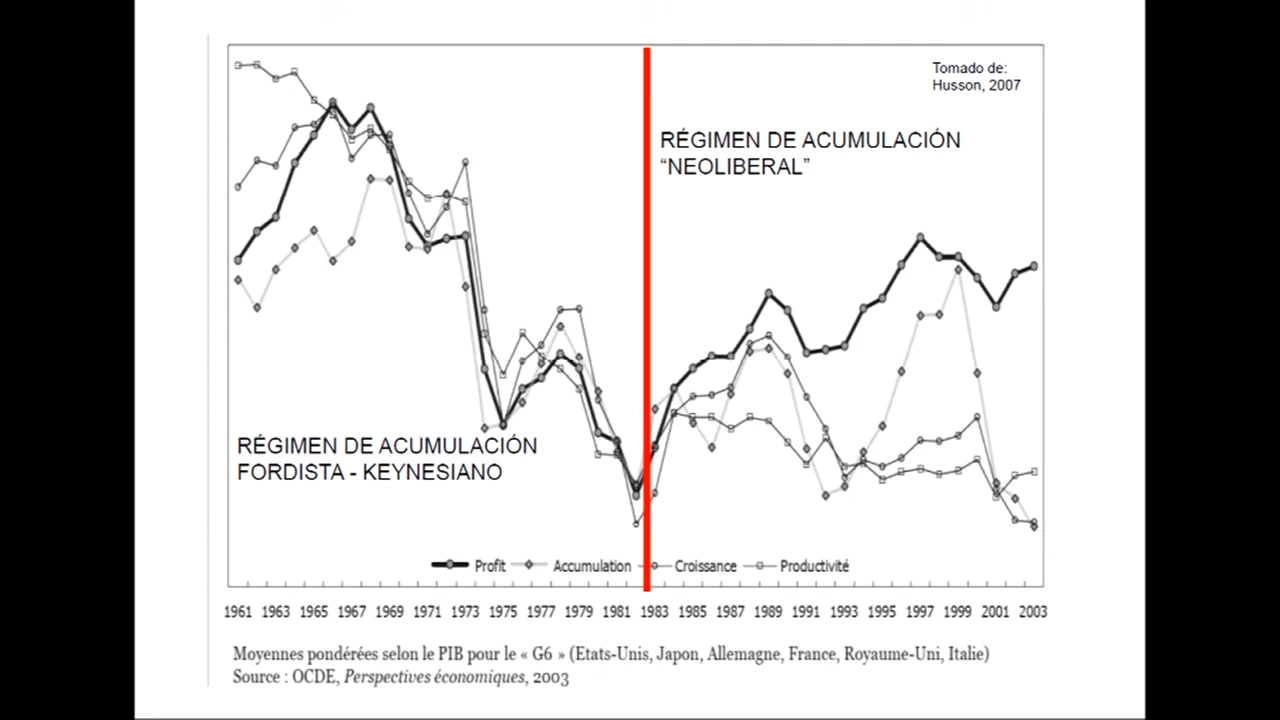 Tomado de:
Husson, 2007
RÉGIMEN DE ACUMULACIÓN
“NEOLIBERAL”
RÉGIMEN DE ACUMULACIÓN
FORDISTA - KEYNESIANO
Profit Accumulation Croissance Productivité
1961 1963 1965 1967 1969 1971 1973 1975 1977 1979 1981 1983 1985 1987 1989 1991 1993 1995 1997 1999 2001 2003
Moyennes pondérées selon le PIB pour le « G6 » (Etats-Unis, Japon, Allemagne, France, Royaume-Uni, Italie)
Source : OCDE, Perspectives économiques, 2003